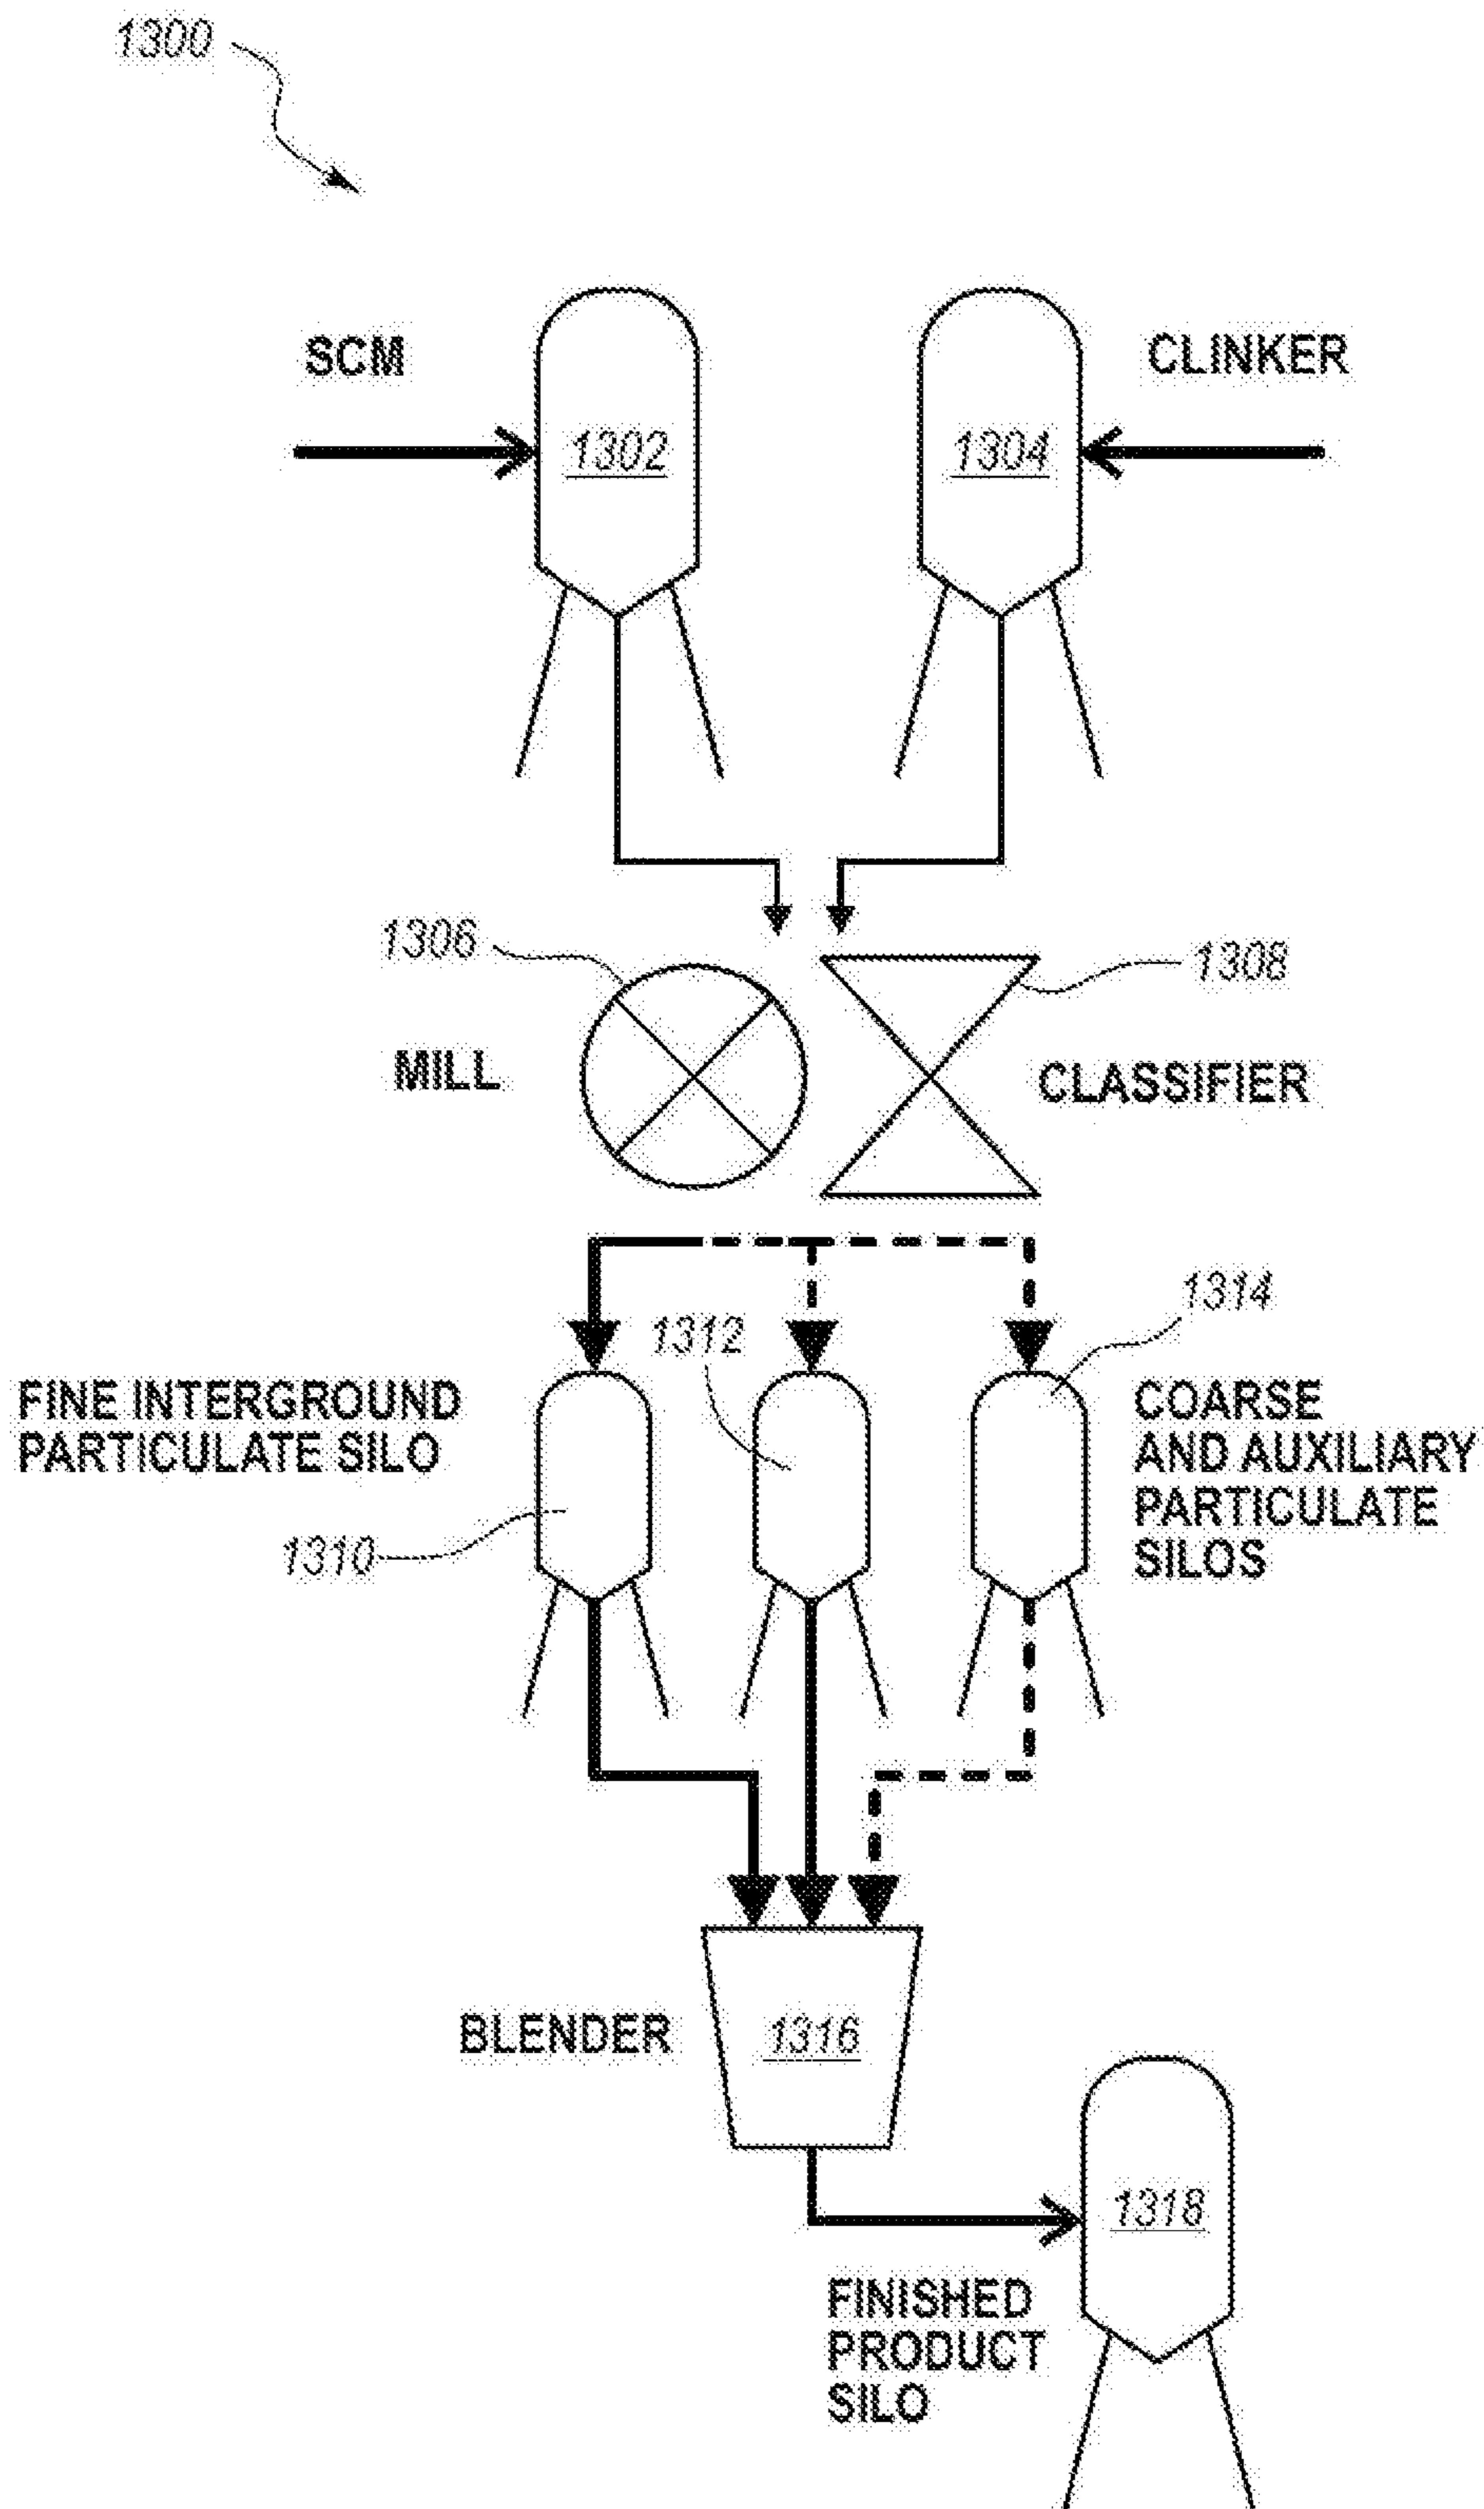 1300
SCM
CLINKER
1302
1304
1306
1308
MILL
CLASSIFIER
1314
1312
FINE INTERGROUND
PARTICULATE SILO
COARSE
AND AUXILIARY
PARTICULATE
SILOS
1310
BLENDER
1316
1318
FINISHED
PRODUCT
SILO